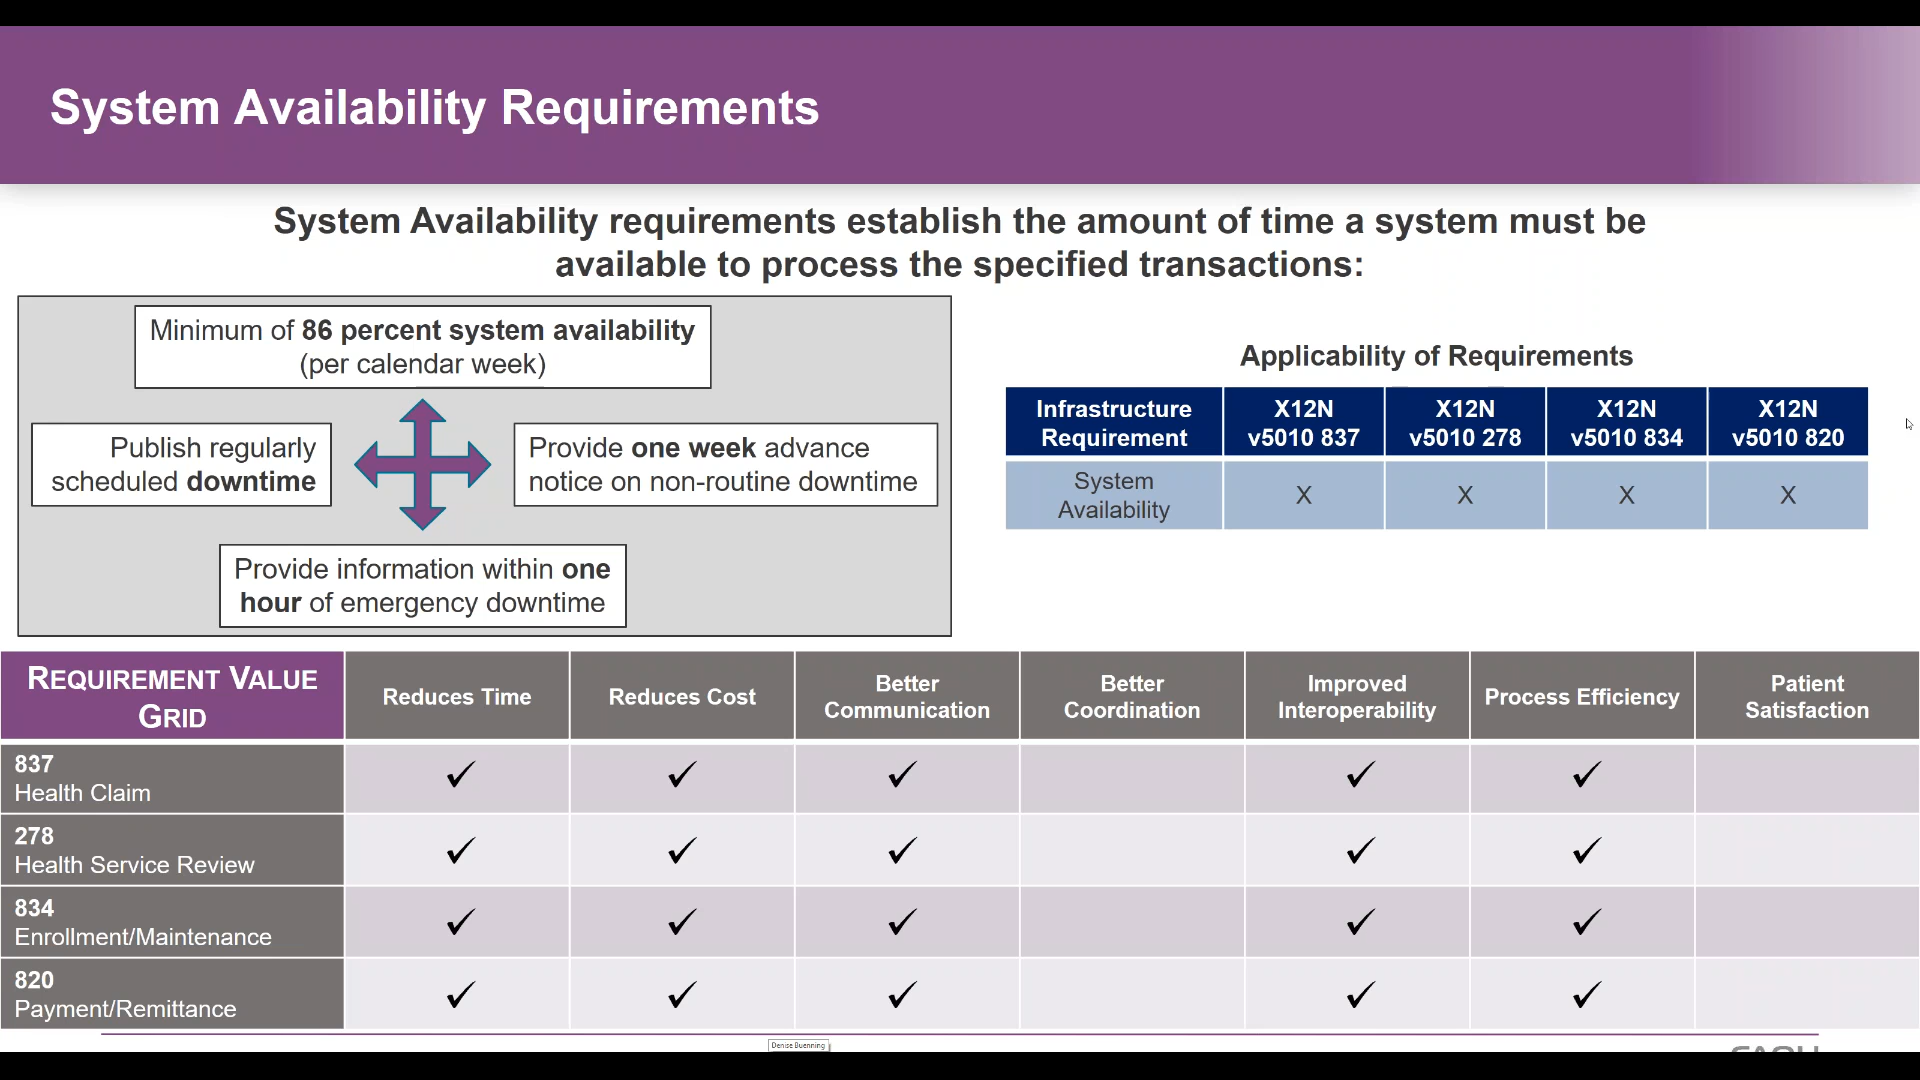 System Availability Requirements
System Availability requirements establish the amount of time a system must be
available to process the specified transactions:
Minimum of 86 percent system availability
(per calendar week)
Publish regularly
scheduled downtime
Provide one week advance
notice on non-routine downtime
Provide information within one
hour of emergency downtime
Applicability of Requirements
Infrastructure
Requirement
X12N
v5010 837
X12N
v5010 278
X12N
v5010 834
X12N
v5010 820
System
Availability
X
X
X
X
REQUIREMENT VALUE
GRID
Reduces Time
Reduces Cost
Better
Communication
Better
Coordination
Improved
Interoperability
Process Efficiency
Patient
Satisfaction
837
Health Claim
278
Health Service Review
834
Enrollment/Maintenance
820
Payment/Remittance
Denise Buenning